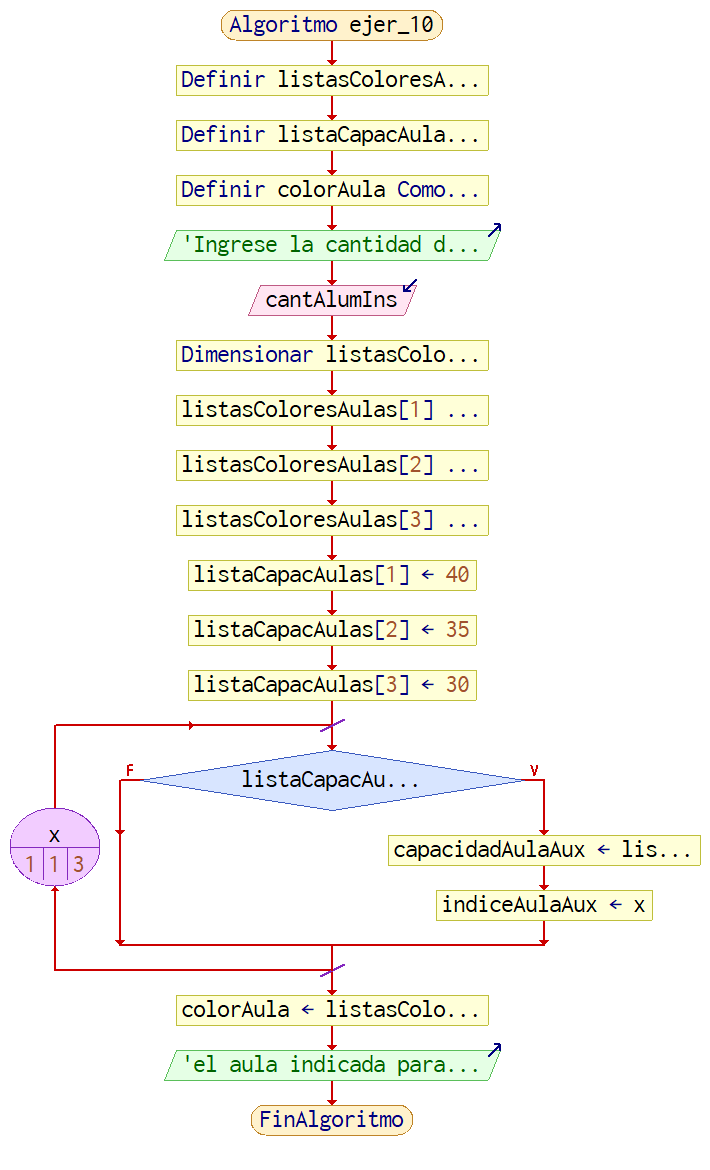 Algoritmo ejer_10
Definir listasColoresA...
Definir listaCapacAula...
Definir colorAula Como...
'Ingrese la cantidad d...
cantAlumIns
Dimensionar listasColo...
listasColoresAulas[1] ...
listasColoresAulas[2] ...
listasColoresAulas[3] ...
listaCapacAulas[1] ← 40
listaCapacAulas[2] ← 35
listaCapacAulas[3] ← 30
F
V
listaCapacAu...
x
1 1 3
capacidadAulaAux ← lis...
indiceAulaAux ← x
colorAula ← listasColo...
'el aula indicada para...
FinAlgoritmo